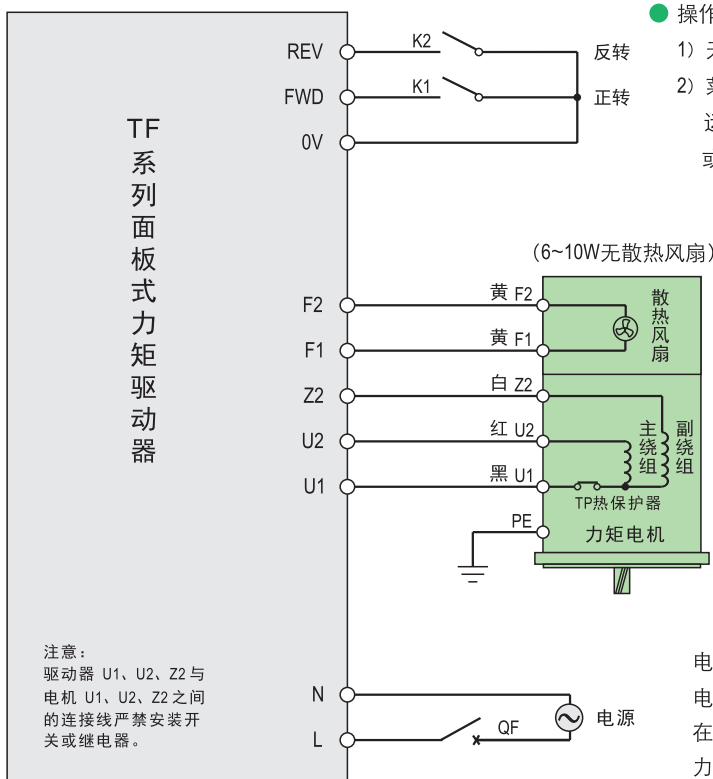 ● 操作
REV K2 反转
1）
FWD K1 正转
2）
0V
TF
系列面板式力矩驱动器
（6~10W无散热风扇）
F2 黄 F2
散热风扇
F1 黄 F1
Z2 白 Z2
U2 红 U2
主绕组
副绕组
U1 黑 U1
TP热保护器
PE
力矩电机
注意：
驱动器 U1、U2、Z2 与
电机 U1、U2、Z2 之间
的连接线严禁安装开
关或继电器。
N
L QF
电源
电
电
在
力